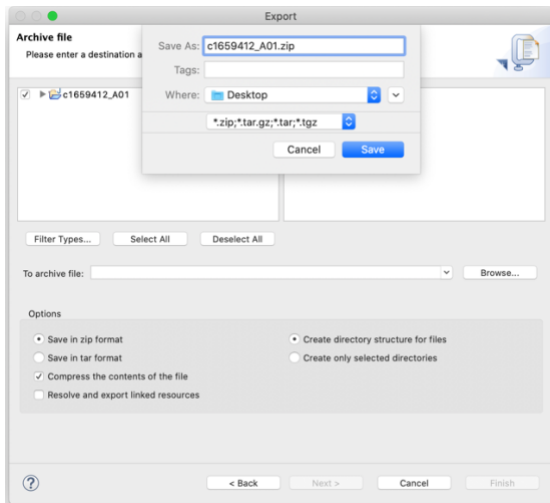 Export
Archive file
Please enter a destination a
Save As: c1659412_A01.zip
Tags:
Where: Desktop
*.zip;*.tar.gz;*.tar;*.tgz
Cancel Save
c1659412_A01
Filter Types... Select All Deselect All
To archive file: Browse...
Options
Save in zip format Create directory structure for files
Save in tar format Create only selected directories
Compress the contents of the file
Resolve and export linked resources
? < Back Next > Cancel Finish